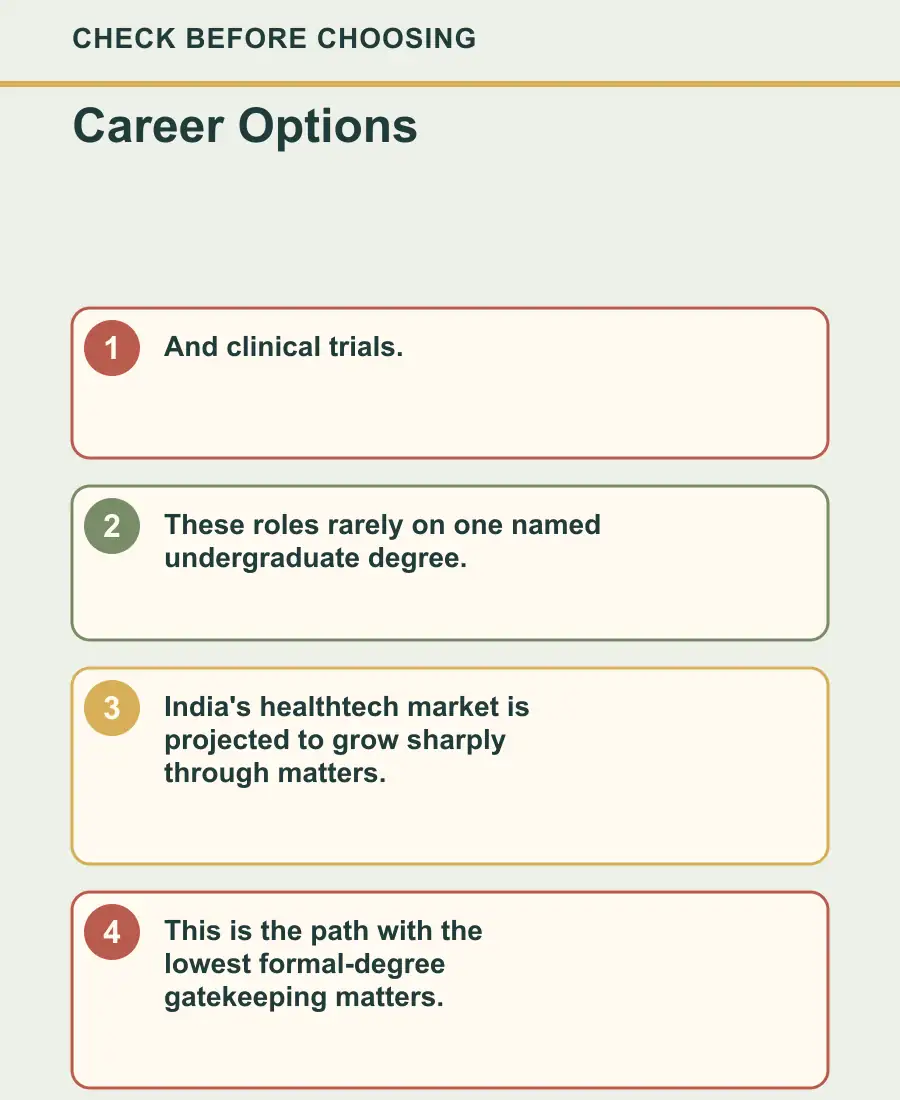 CHECK BEFORE CHOOSING
Career Options
1
And clinical trials.
2
These roles rarely on one named
undergraduate degree.
3
India's healthtech market is
projected to grow sharply
through matters.
4
This is the path with the
lowest formal-degree
gatekeeping matters.